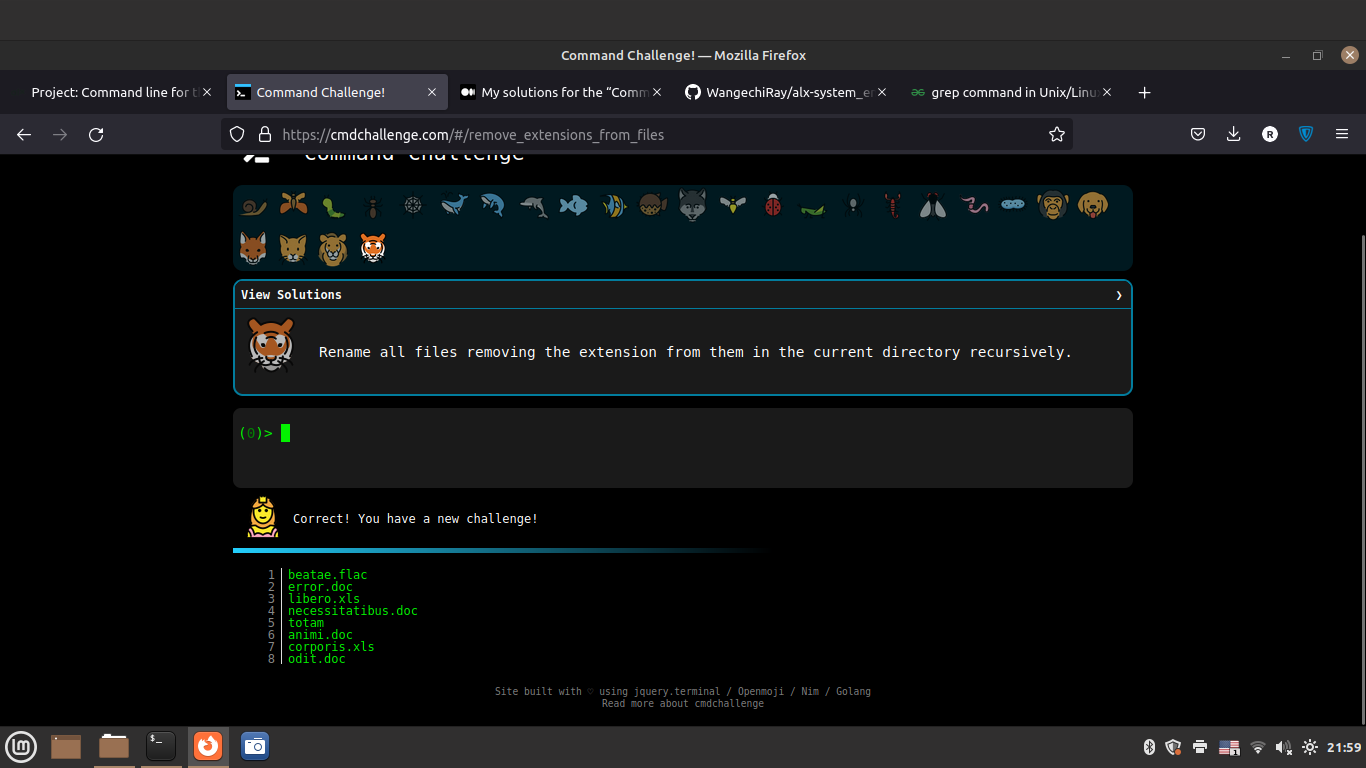 Command Challenge! — Mozilla Firefox
Project: Command line for t
Command Challenge!
My solutions for the “Comm
WangechiRay/alx-system_e
grep command in Unix/Linu
https://cmdchallenge.com/#/remove_extensions_from_files
R
Command Challenge
View Solutions
Rename all files removing the extension from them in the current directory recursively.
(0)>
Correct! You have a new challenge!
1 beatae.flac
2 error.doc
3 libero.xls
4 necessitatibus.doc
5 totam
6 animi.doc
7 corporis.xls
8 odit.doc
Site built with ♡ using jquery.terminal / Openmoji / Nim / Golang
Read more about cmdchallenge
$_
1
21:59